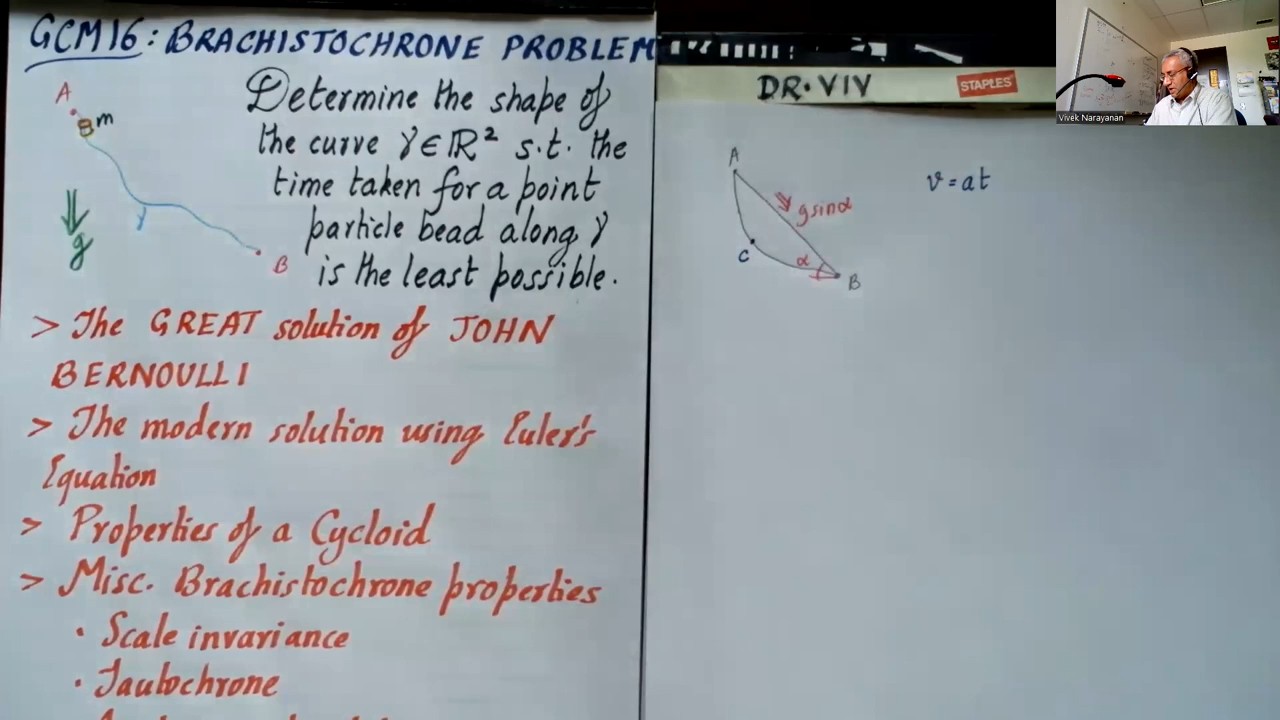 GCM16: BRACHISTOCHRONE PROBLEM
A
m
γ
g
B
Determine the shape of
the curve γ∈ℝ² s.t. the
time taken for a point
particle bead along γ
is the least possible.
> The GREAT solution of JOHN
BERNOULLI
> The modern solution using Euler's
Equation
> Properties of a Cycloid
> Misc. Brachistochrone properties
· Scale invariance
· Tautochrone
DR·VIV
STAPLES
A
g sinα
C
α
B
v = at
Vivek Narayanan